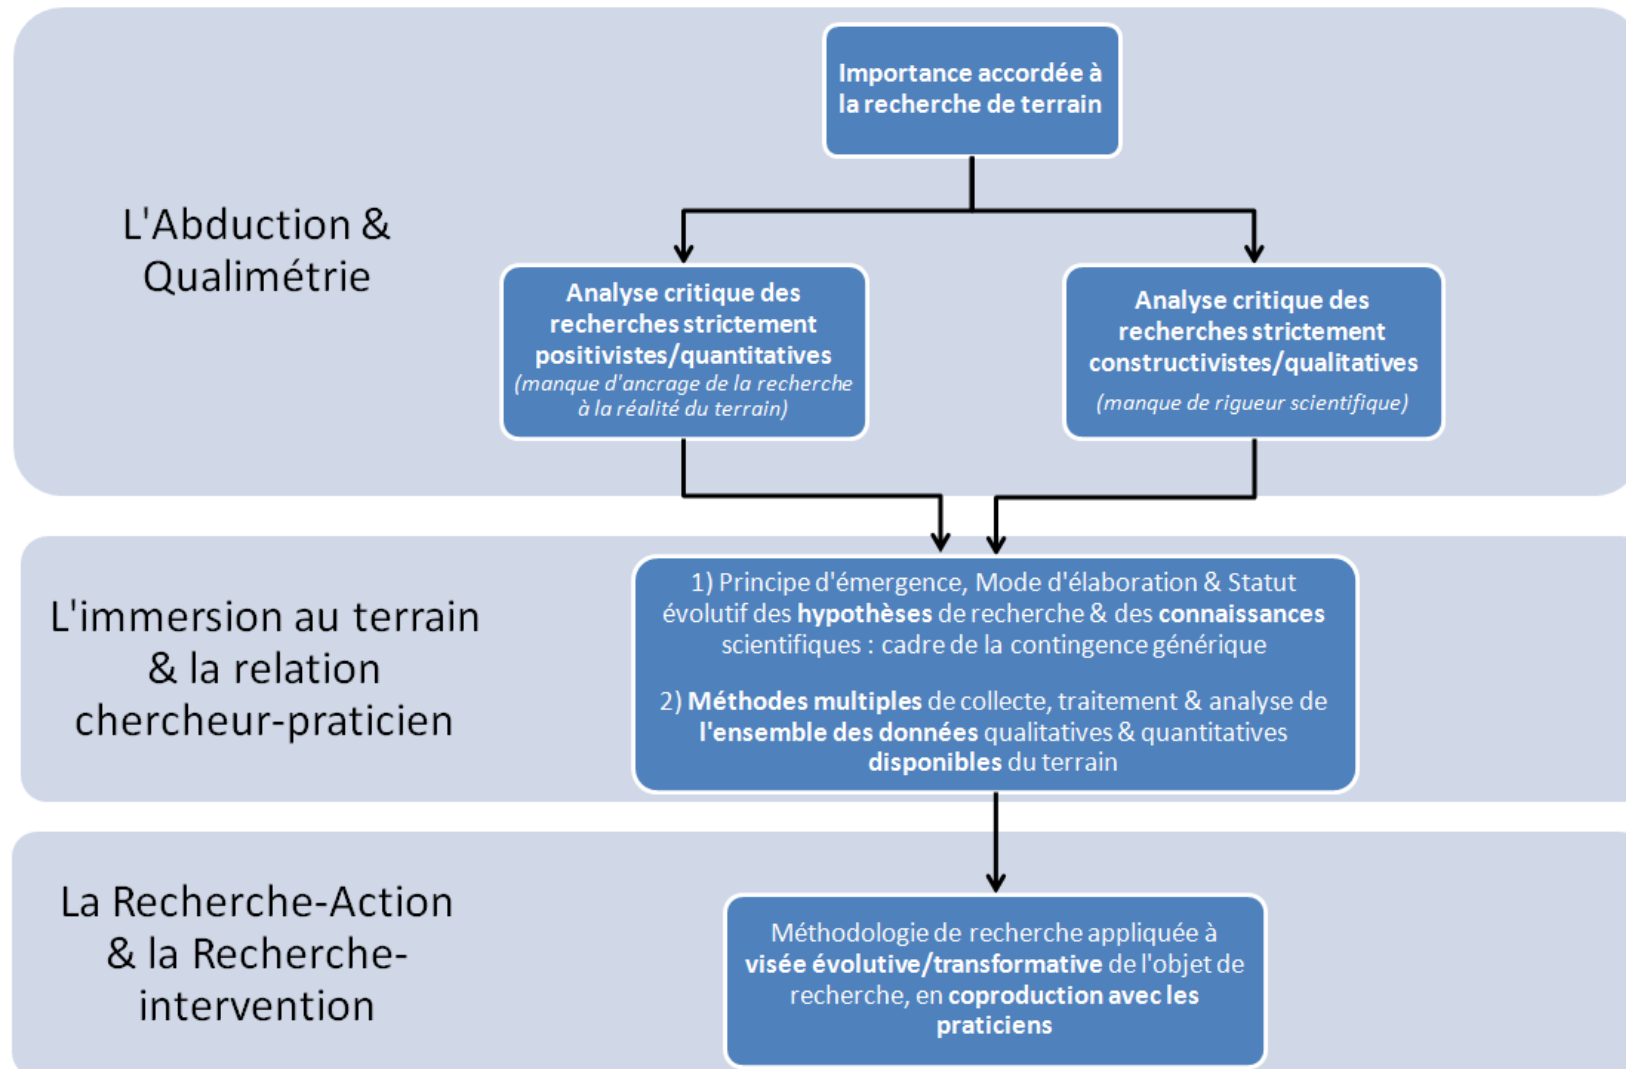 Importance accordée à
la recherche de terrain
L'Abduction &
Qualimétrie
Analyse critique des
recherches strictement
positivistes/quantitatives
(manque d'ancrage de la recherche
à la réalité du terrain)
Analyse critique des
recherches strictement
constructivistes/qualitatives
(manque de rigueur scientifique)
L'immersion au terrain
& la relation
chercheur-praticien
1) Principe d'émergence, Mode d'élaboration & Statut
évolutif des hypothèses de recherche & des connaissances
scientifiques : cadre de la contingence générique
2) Méthodes multiples de collecte, traitement & analyse de
l'ensemble des données qualitatives & quantitatives
disponibles du terrain
La Recherche-Action
& la Recherche-
intervention
Méthodologie de recherche appliquée à
visée évolutive/transformative de l'objet de
recherche, en coproduction avec les
praticiens